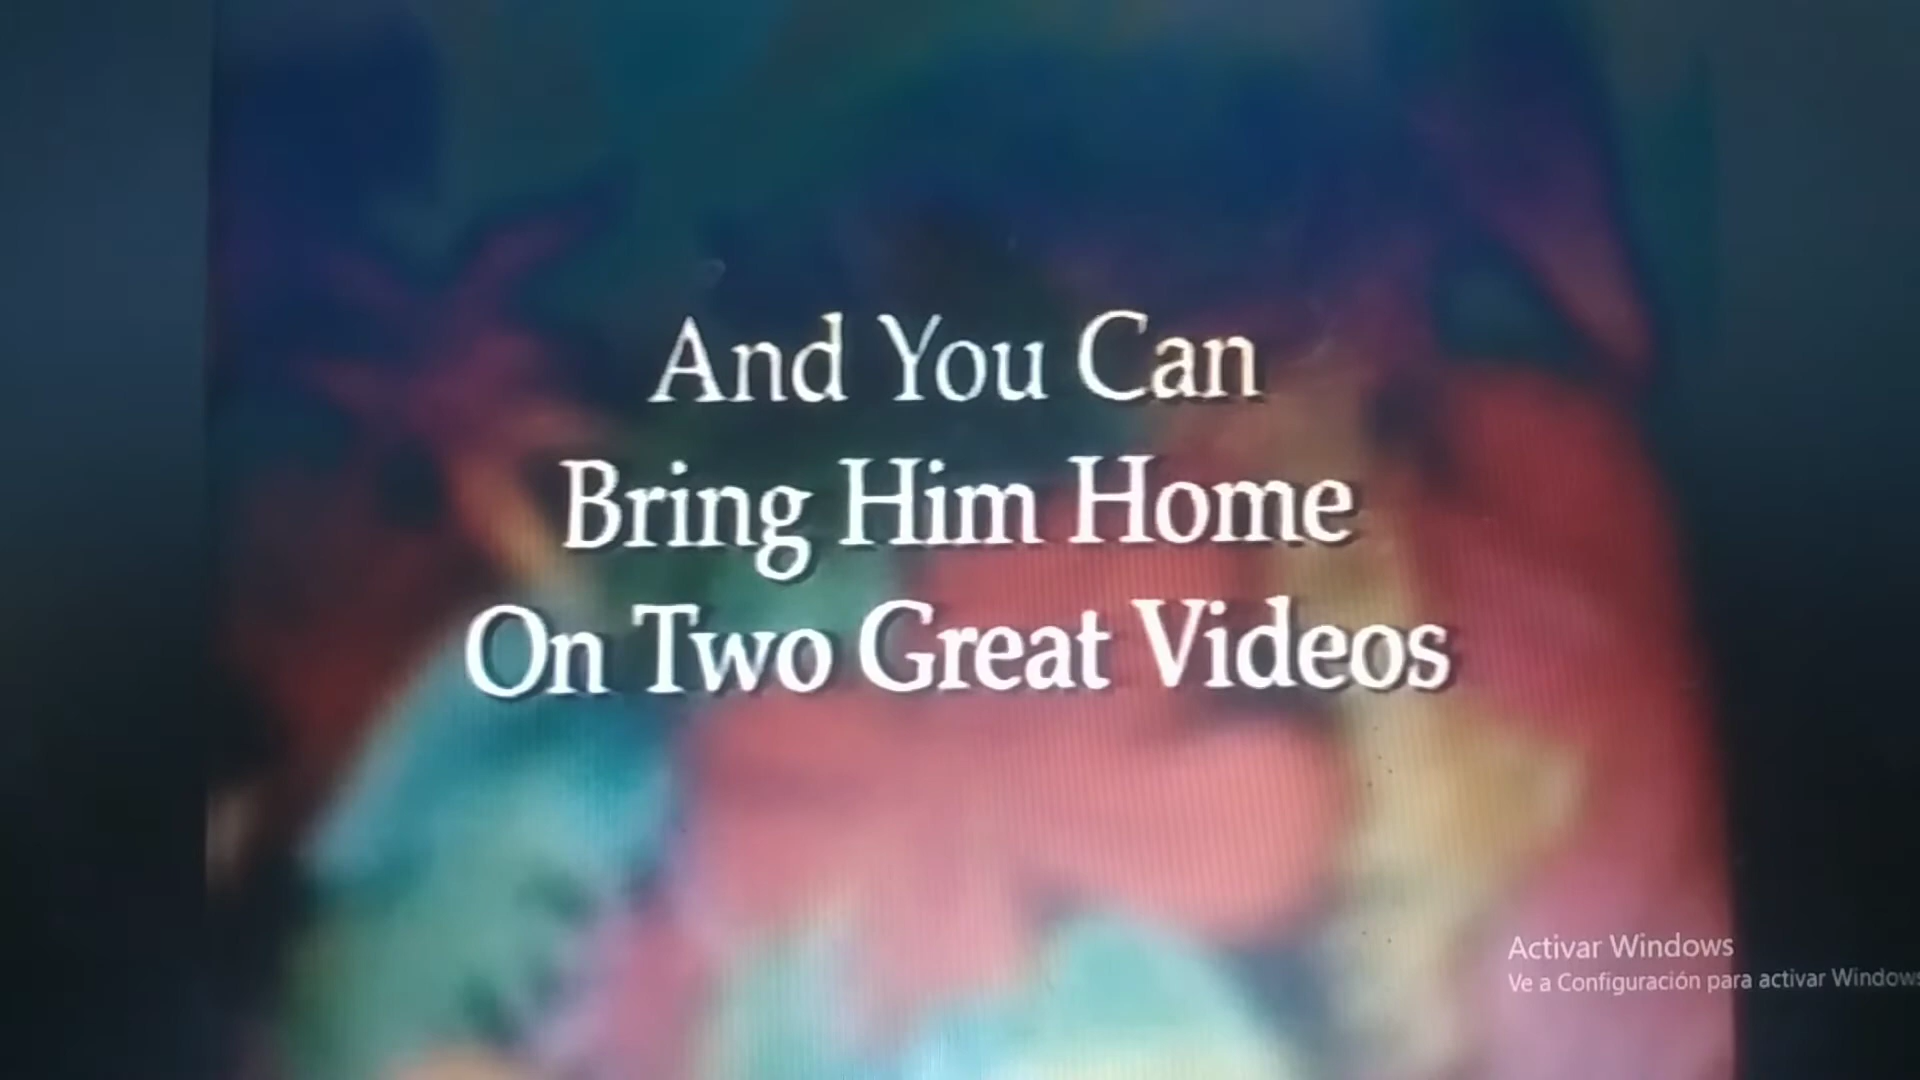 And You Can
Bring Him Home
On Two Great Videos
Activar Windows
Ve a Configuración para activar Windows